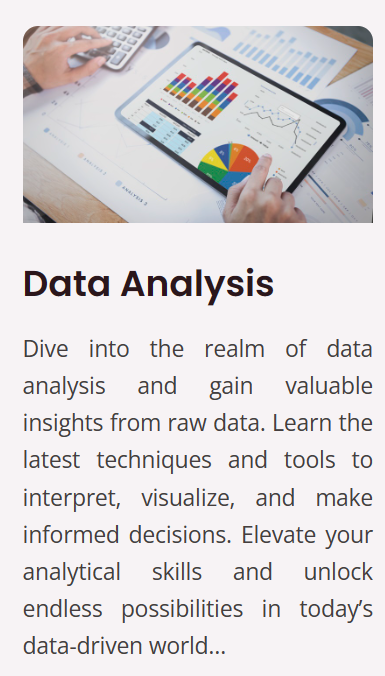 Data Analysis
Dive into the realm of data
analysis and gain valuable
insights from raw data. Learn the
latest techniques and tools to
interpret, visualize, and make
informed decisions. Elevate your
analytical skills and unlock
endless possibilities in today’s
data-driven world...